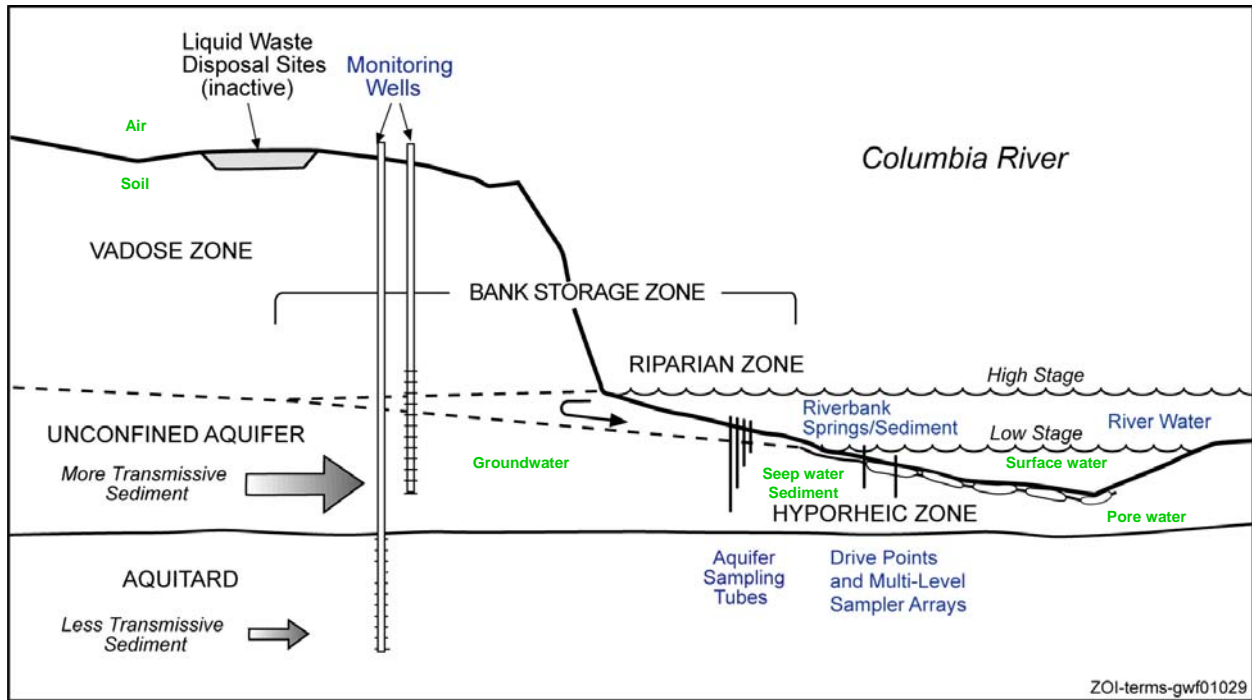 Liquid Waste
Disposal Sites
(inactive)
Monitoring
Wells
Air
Soil
Columbia River
VADOSE ZONE
BANK STORAGE ZONE
RIPARIAN ZONE
High Stage
Riverbank
Springs/Sediment
River Water
Low Stage
UNCONFINED AQUIFER
More Transmissive
Sediment
Groundwater
Seep water
Sediment
Surface water
HYPORHEIC ZONE
Pore water
AQUITARD
Less Transmissive
Sediment
Aquifer
Sampling
Tubes
Drive Points
and Multi-Level
Sampler Arrays
ZOI-terms-gwf01029